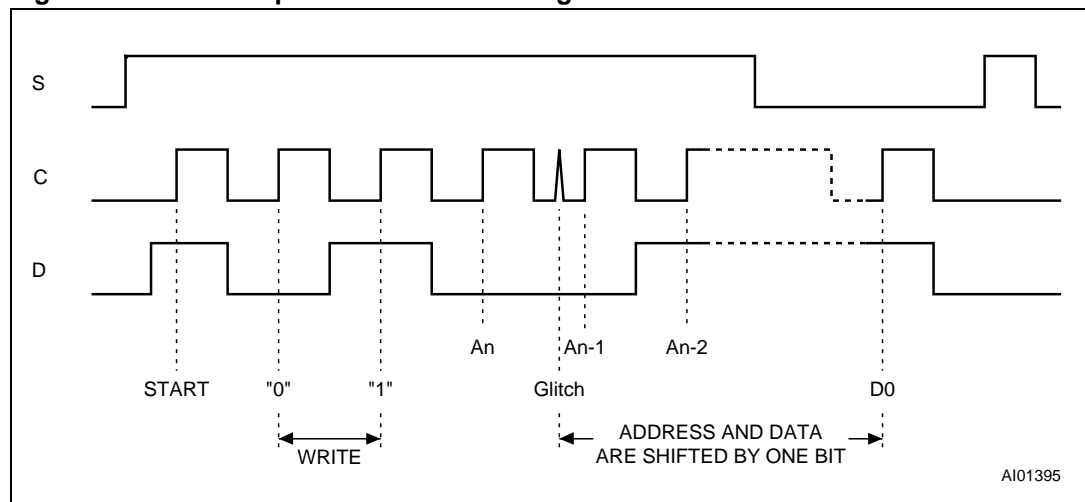 S
C
D
An An-1 An-2
START "0" "1" Glitch D0
WRITE
ADDRESS AND DATA
ARE SHIFTED BY ONE BIT
AI01395